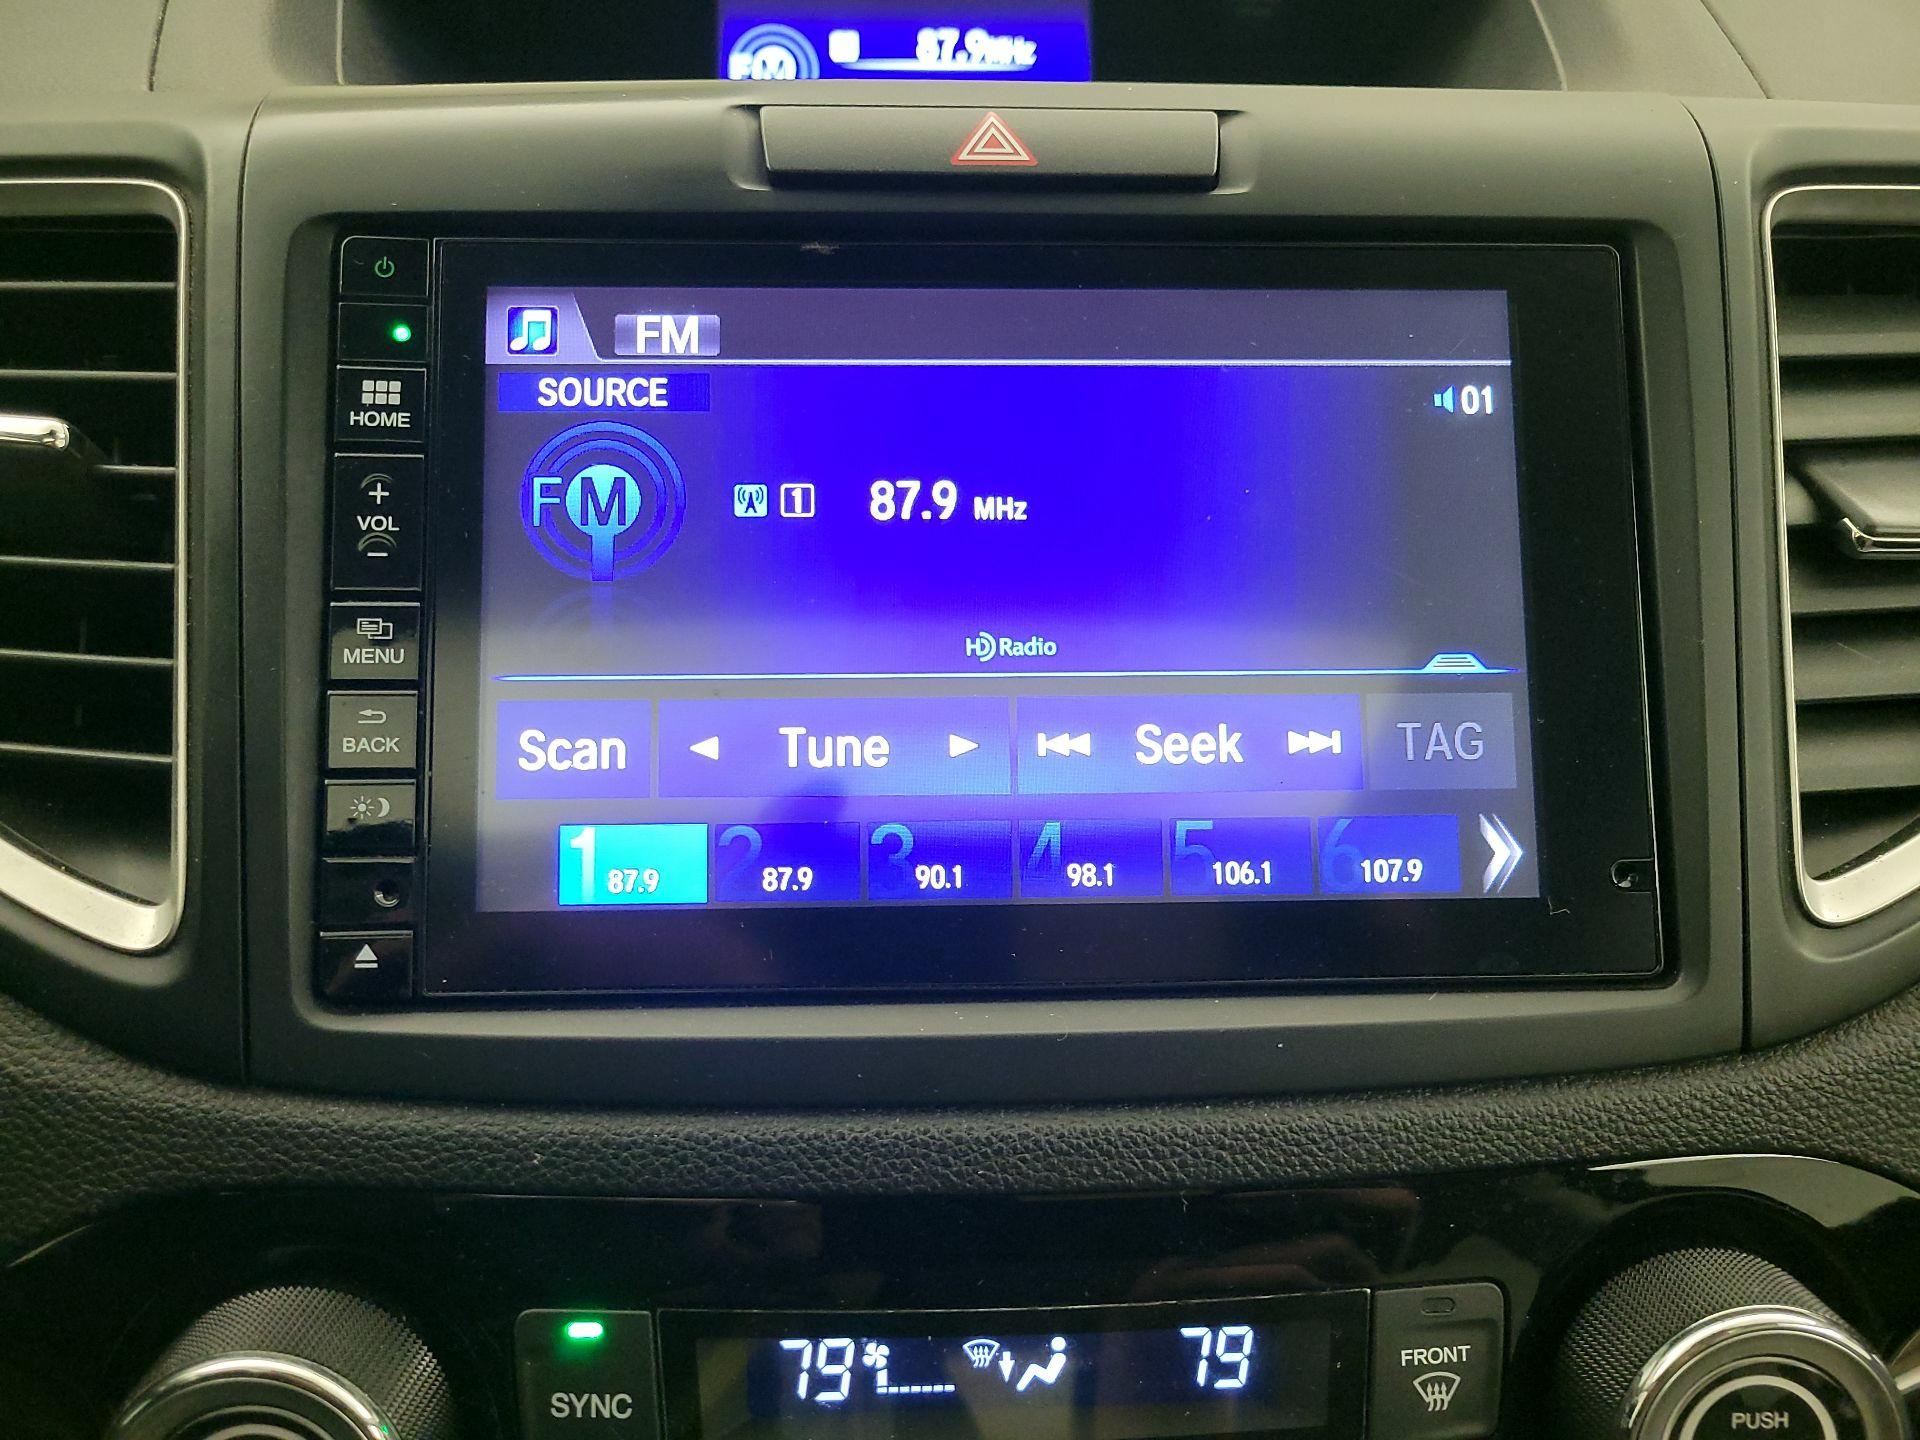 FM 87.9MHz
FM
SOURCE
01
FM
1 87.9 MHz
HD Radio
HOME
+
VOL
-
MENU
BACK
Scan Tune Seek TAG
1 87.9
2 87.9
3 90.1
4 98.1
5 106.1
6 107.9
SYNC
79 79
FRONT
PUSH